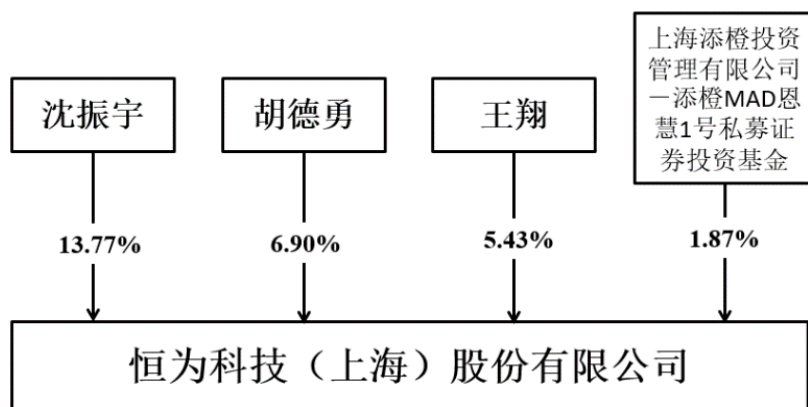 沈振宇
胡德勇
王翔
上海添橙投资
管理有限公司
－添橙MAD恩
慧1号私募证
券投资基金
13.77%
6.90%
5.43%
1.87%
恒为科技（上海）股份有限公司